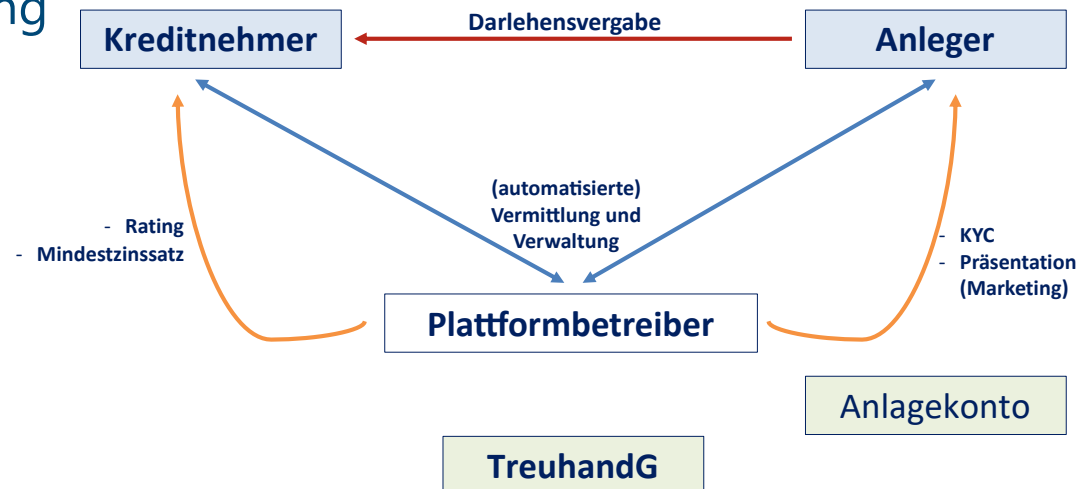 ng
Darlehensvergabe
Kreditnehmer
Anleger
(automatisierte)
Vermittlung und
Verwaltung
- Rating
- Mindestzinssatz
- KYC
- Präsentation
(Marketing)
Plattformbetreiber
Anlagekonto
TreuhandG